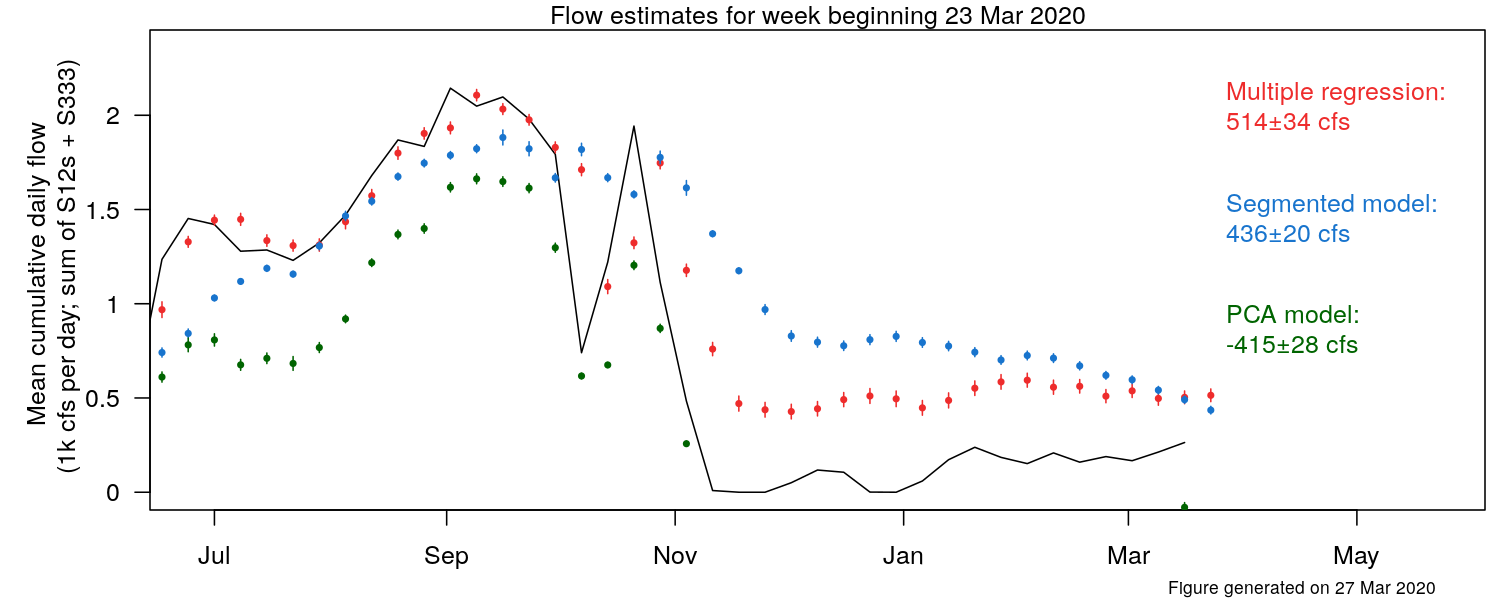 Flow estimates for week beginning 23 Mar 2020
Mean cumulative daily flow
(1k cfs per day; sum of S12s + S333)
2
1.5
1
0.5
0
Multiple regression:
514±34 cfs
Segmented model:
436±20 cfs
PCA model:
-415±28 cfs
Jul
Sep
Nov
Jan
Mar
May
Figure generated on 27 Mar 2020